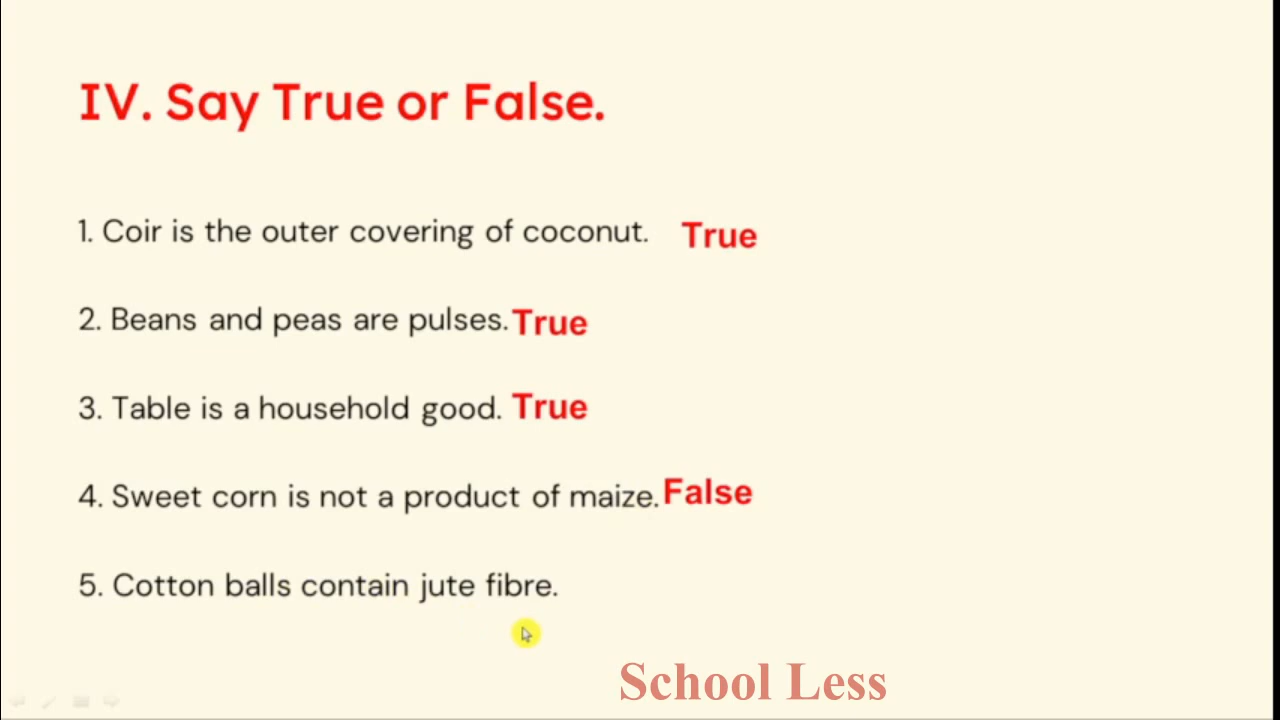 IV. Say True or False.
1. Coir is the outer covering of coconut. True
2. Beans and peas are pulses. True
3. Table is a household good. True
4. Sweet corn is not a product of maize. False
5. Cotton balls contain jute fibre.
School Less